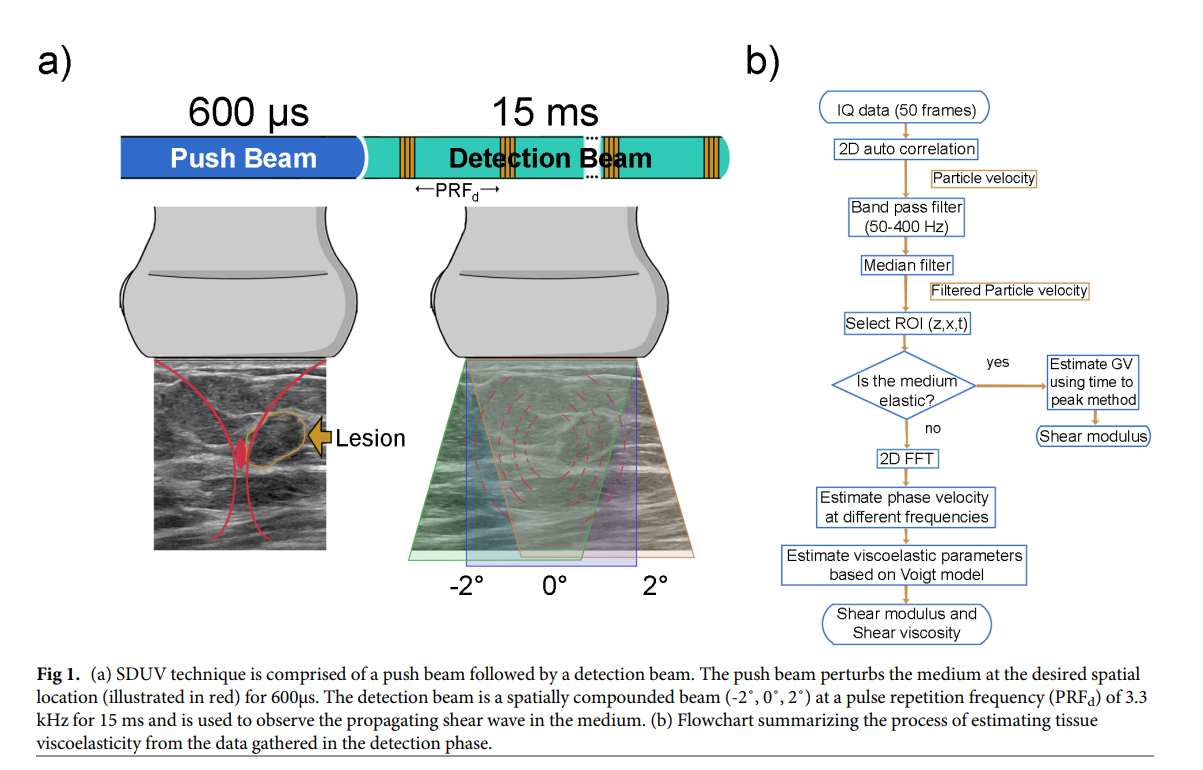 a)
600 µs
15 ms
Push Beam
Detection Beam
PRFd
Lesion
-2°
0°
2°
b)
IQ data (50 frames)
2D auto correlation
Particle velocity
Band pass filter
(50-400 Hz)
Median filter
Filtered Particle velocity
Select ROI (z,x,t)
Is the medium
elastic?
yes
Estimate GV
using time to
peak method
Shear modulus
no
2D FFT
Estimate phase velocity
at different frequencies
Estimate viscoelastic parameters
based on Voigt model
Shear modulus and
Shear viscosity
Fig 1. (a) SDUV technique is comprised of a push beam followed by a detection beam. The push beam perturbs the medium at the desired spatial
location (illustrated in red) for 600µs. The detection beam is a spatially compounded beam (-2°, 0°, 2°) at a pulse repetition frequency (PRFd) of 3.3
kHz for 15 ms and is used to observe the propagating shear wave in the medium. (b) Flowchart summarizing the process of estimating tissue
viscoelasticity from the data gathered in the detection phase.